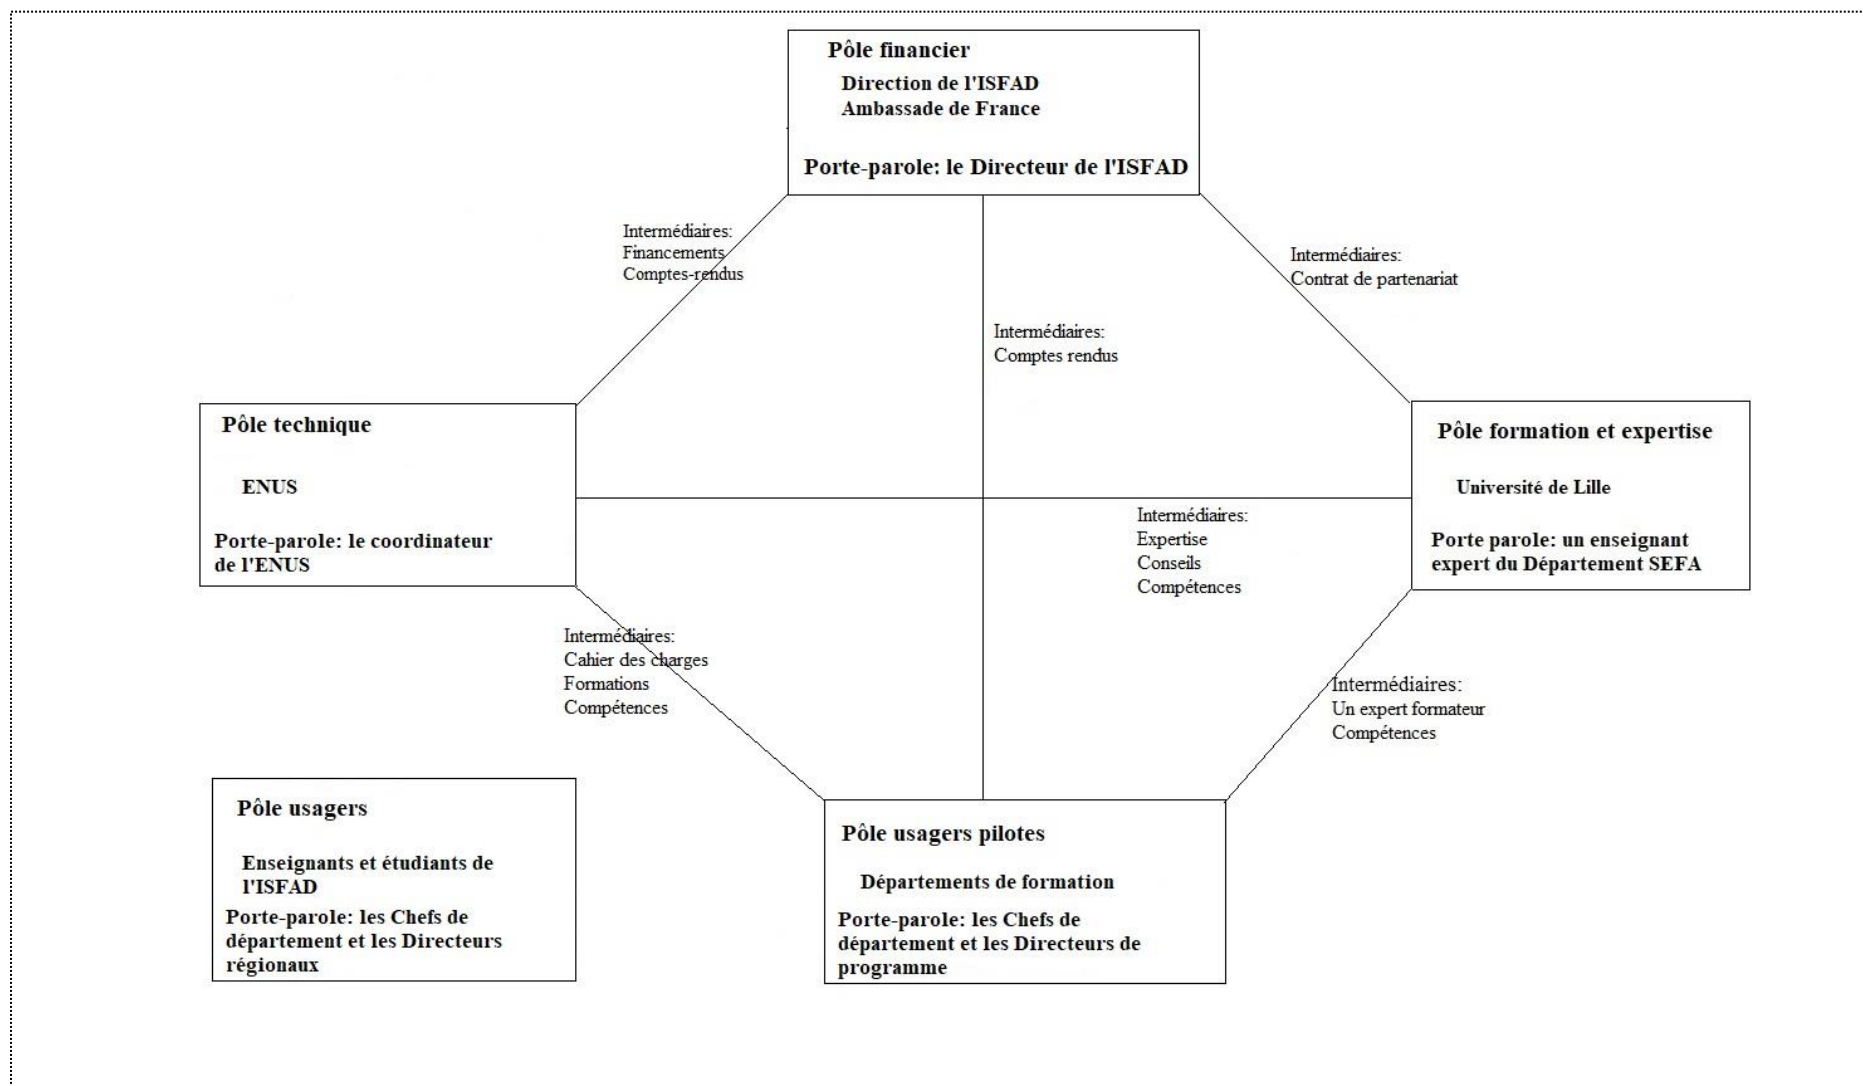 Pôle financier
Direction de l'ISFAD
Ambassade de France
Porte-parole: le Directeur de l'ISFAD
Intermédiaires:
Financements
Comptes-rendus
Intermédiaires:
Contrat de partenariat
Intermédiaires:
Comptes rendus
Pôle technique
ENUS
Porte-parole: le coordinateur
de l'ENUS
Pôle formation et expertise
Université de Lille
Porte parole: un enseignant
expert du Département SEFA
Intermédiaires:
Expertise
Conseils
Compétences
Intermédiaires:
Cahier des charges
Formations
Compétences
Intermédiaires:
Un expert formateur
Compétences
Pôle usagers
Enseignants et étudiants de
l'ISFAD
Porte-parole: les Chefs de
département et les Directeurs
régionaux
Pôle usagers pilotes
Départements de formation
Porte-parole: les Chefs de
département et les Directeurs de
programme